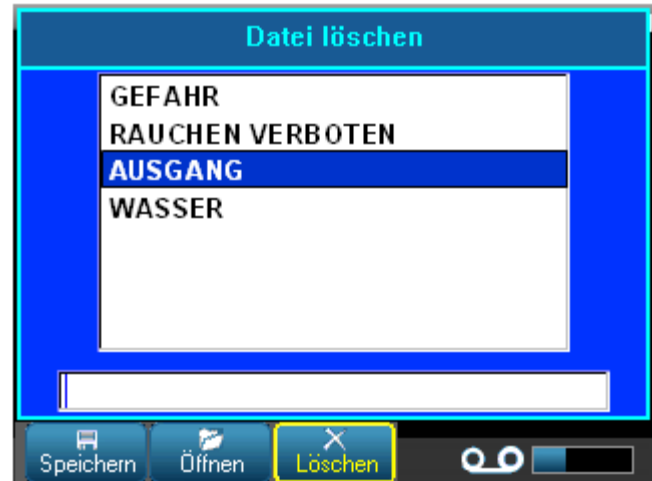 Datei löschen
GEFAHR
RAUCHEN VERBOTEN
AUSGANG
WASSER
Speichern
Öffnen
Löschen